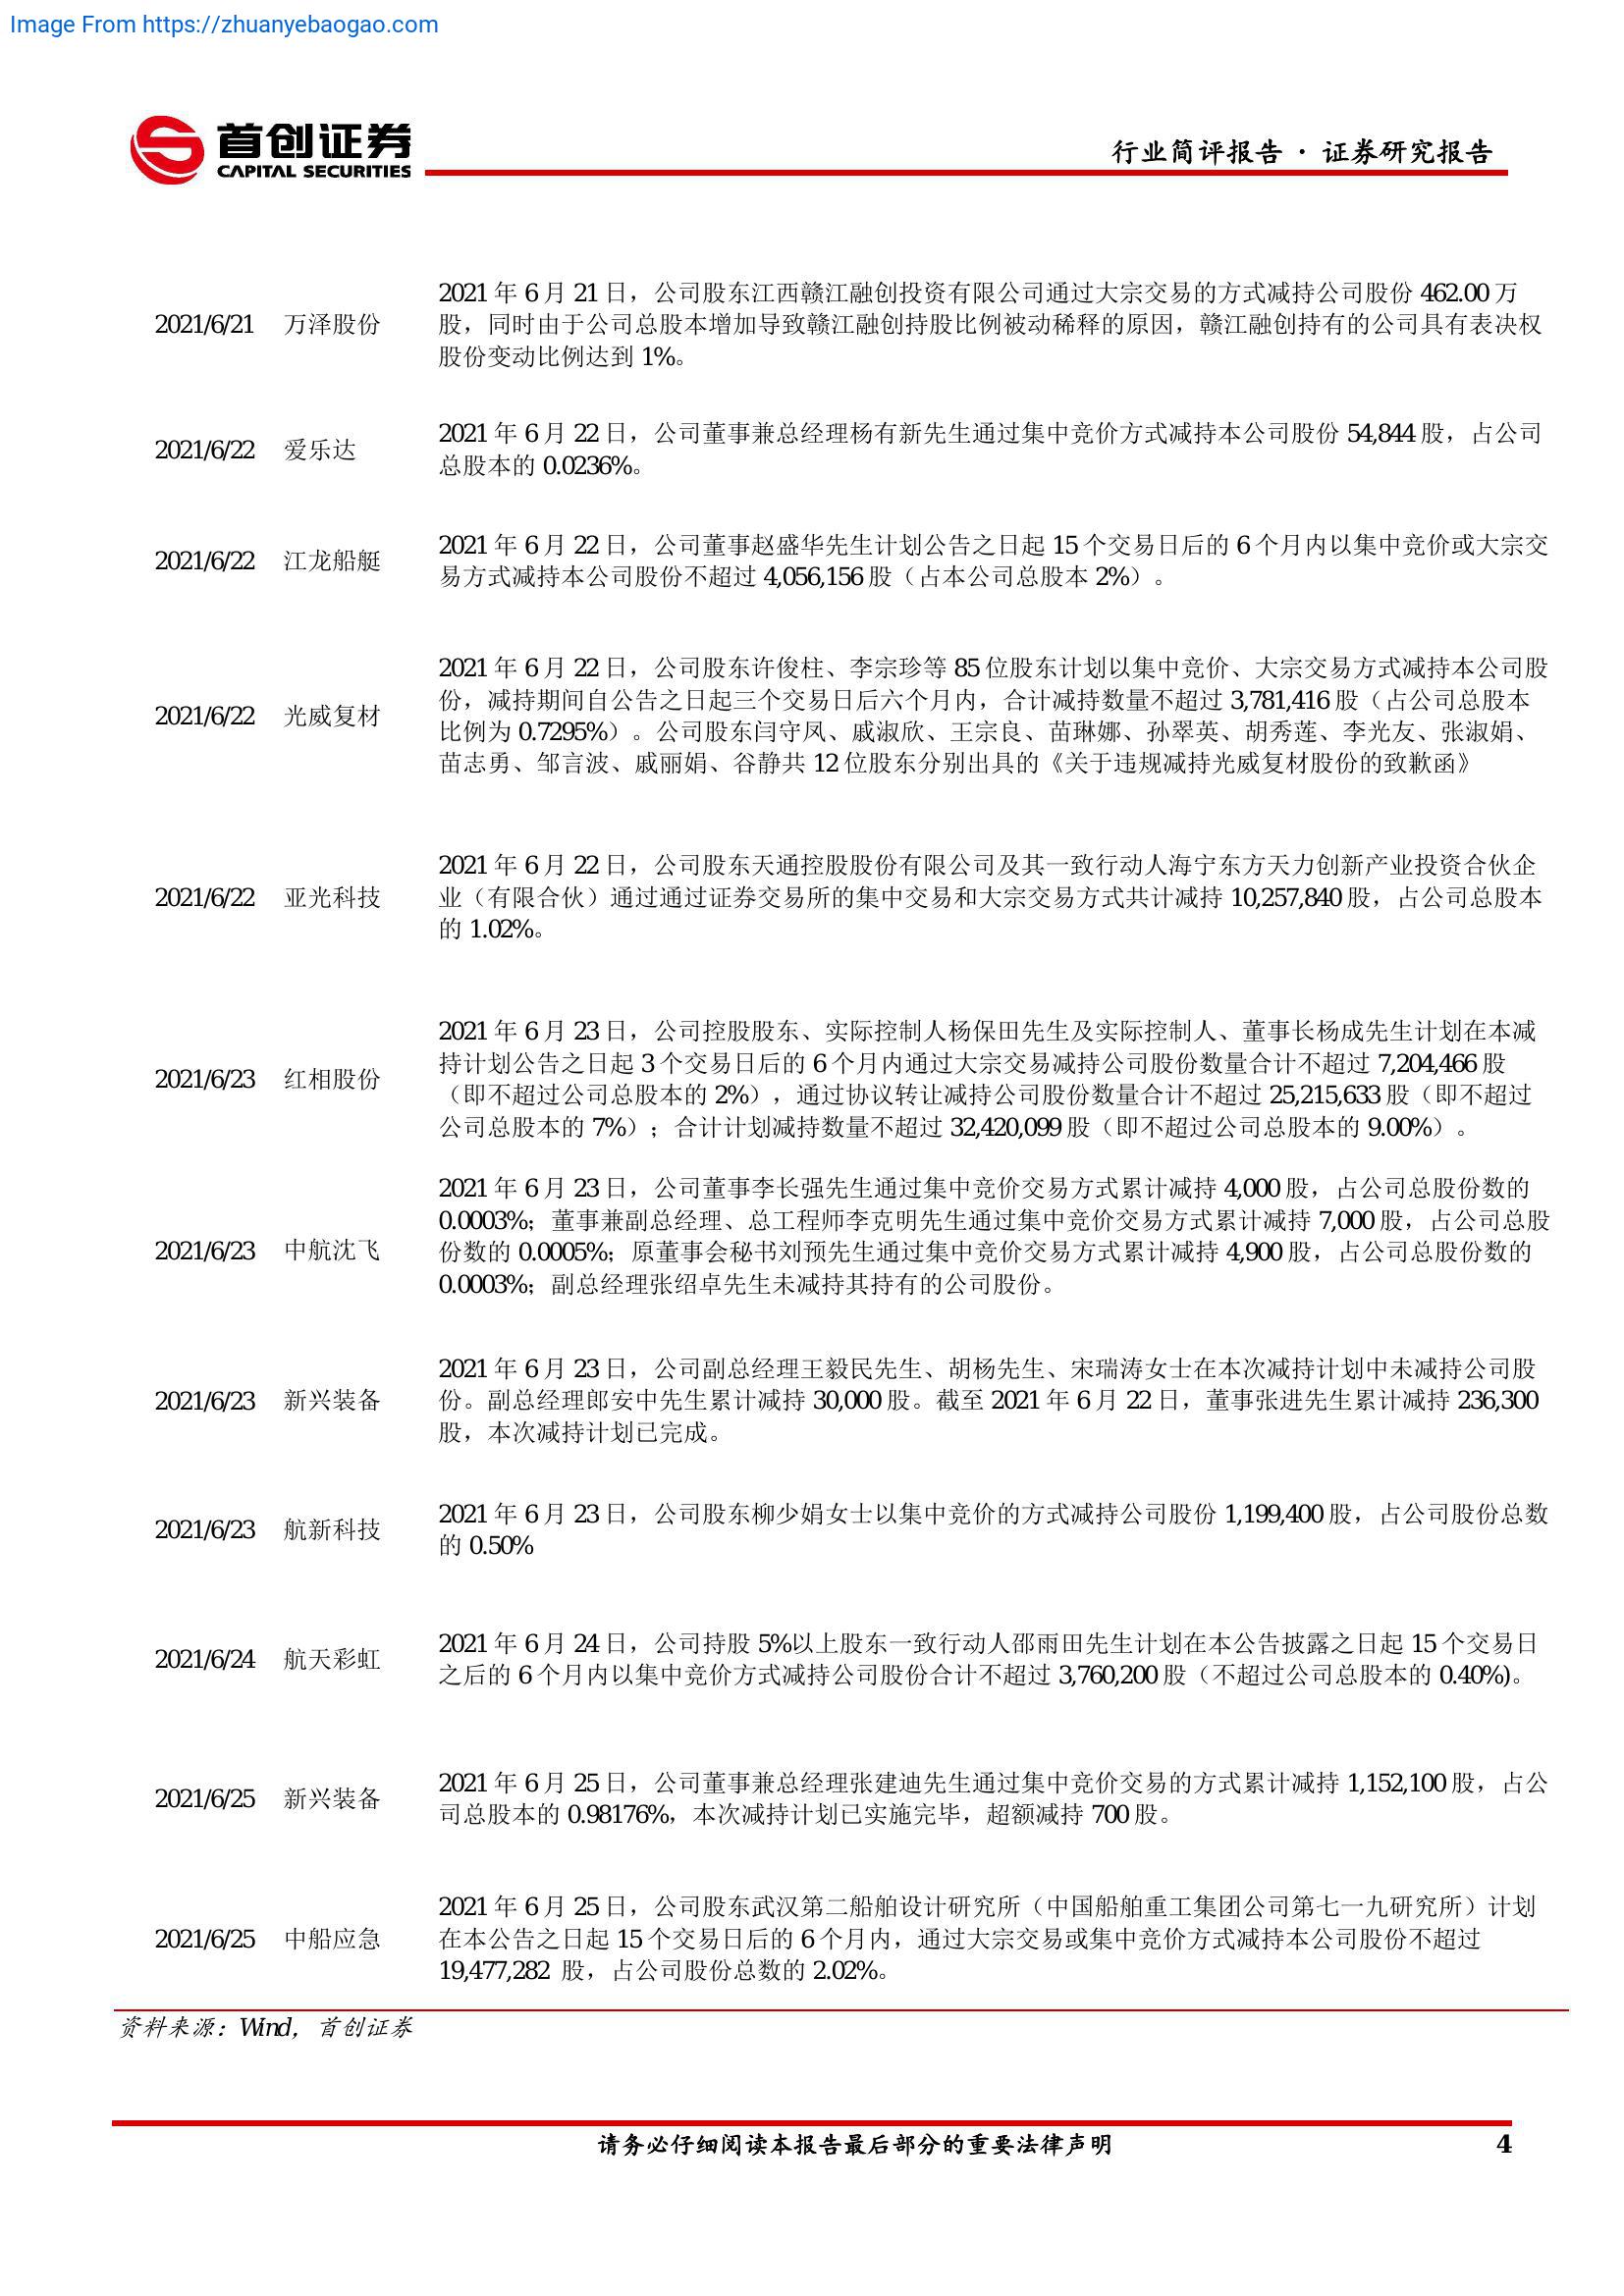 Image From https://zhuanyebaogao.com
首创证券
CAPITAL SECURITIES
行业简评报告 · 证券研究报告
2021/6/21 万泽股份
2021 年 6 月 21 日，公司股东江西赣江融创投资有限公司通过大宗交易的方式减持公司股份 462.00 万
股，同时由于公司总股本增加导致赣江融创持股比例被动稀释的原因，赣江融创持有的公司具有表决权
股份变动比例达到 1%。
2021/6/22 爱乐达
2021 年 6 月 22 日，公司董事兼总经理杨有新先生通过集中竞价方式减持本公司股份 54,844 股，占公司
总股本的 0.0236%。
2021/6/22 江龙船艇
2021 年 6 月 22 日，公司董事赵盛华先生计划公告之日起 15 个交易日后的 6 个月内以集中竞价或大宗交
易方式减持本公司股份不超过 4,056,156 股（占本公司总股本 2%）。
2021/6/22 光威复材
2021 年 6 月 22 日，公司股东许俊柱、李宗珍等 85 位股东计划以集中竞价、大宗交易方式减持本公司股
份，减持期间自公告之日起三个交易日后六个月内，合计减持数量不超过 3,781,416 股（占公司总股本
比例为 0.7295%）。公司股东闫守凤、戚淑欣、王宗良、苗琳娜、孙翠英、胡秀莲、李光友、张淑娟、
苗志勇、邹言波、戚丽娟、谷静共 12 位股东分别出具的《关于违规减持光威复材股份的致歉函》
2021/6/22 亚光科技
2021 年 6 月 22 日，公司股东天通控股股份有限公司及其一致行动人海宁东方天力创新产业投资合伙企
业（有限合伙）通过通过证券交易所的集中交易和大宗交易方式共计减持 10,257,840 股，占公司总股本
的 1.02%。
2021/6/23 红相股份
2021 年 6 月 23 日，公司控股股东、实际控制人杨保田先生及实际控制人、董事长杨成先生计划在本减
持计划公告之日起 3 个交易日后的 6 个月内通过大宗交易减持公司股份数量合计不超过 7,204,466 股
（即不超过公司总股本的 2%），通过协议转让减持公司股份数量合计不超过 25,215,633 股（即不超过
公司总股本的 7%）；合计计划减持数量不超过 32,420,099 股（即不超过公司总股本的 9.00%）。
2021/6/23 中航沈飞
2021 年 6 月 23 日，公司董事李长强先生通过集中竞价交易方式累计减持 4,000 股，占公司总股份数的
0.0003%；董事兼副总经理、总工程师李克明先生通过集中竞价交易方式累计减持 7,000 股，占公司总股
份数的 0.0005%；原董事会秘书刘预先生通过集中竞价交易方式累计减持 4,900 股，占公司总股份数的
0.0003%；副总经理张绍卓先生未减持其持有的公司股份。
2021/6/23 新兴装备
2021 年 6 月 23 日，公司副总经理王毅民先生、胡杨先生、宋瑞涛女士在本次减持计划中未减持公司股
份。副总经理郎安中先生累计减持 30,000 股。截至 2021 年 6 月 22 日，董事张进先生累计减持 236,300
股，本次减持计划已完成。
2021/6/23 航新科技
2021 年 6 月 23 日，公司股东柳少娟女士以集中竞价的方式减持公司股份 1,199,400 股，占公司股份总数
的 0.50%
2021/6/24 航天彩虹
2021 年 6 月 24 日，公司持股 5%以上股东一致行动人邵雨田先生计划在本公告披露之日起 15 个交易日
之后的 6 个月内以集中竞价方式减持公司股份合计不超过 3,760,200 股（不超过公司总股本的 0.40%)。
2021/6/25 新兴装备
2021 年 6 月 25 日，公司董事兼总经理张建迪先生通过集中竞价交易的方式累计减持 1,152,100 股，占公
司总股本的 0.98176%，本次减持计划已实施完毕，超额减持 700 股。
2021/6/25 中船应急
2021 年 6 月 25 日，公司股东武汉第二船舶设计研究所（中国船舶重工集团公司第七一九研究所）计划
在本公告之日起 15 个交易日后的 6 个月内，通过大宗交易或集中竞价方式减持本公司股份不超过
19,477,282 股，占公司股份总数的 2.02%。
资料来源：Wind，首创证券
请务必仔细阅读本报告最后部分的重要法律声明 4